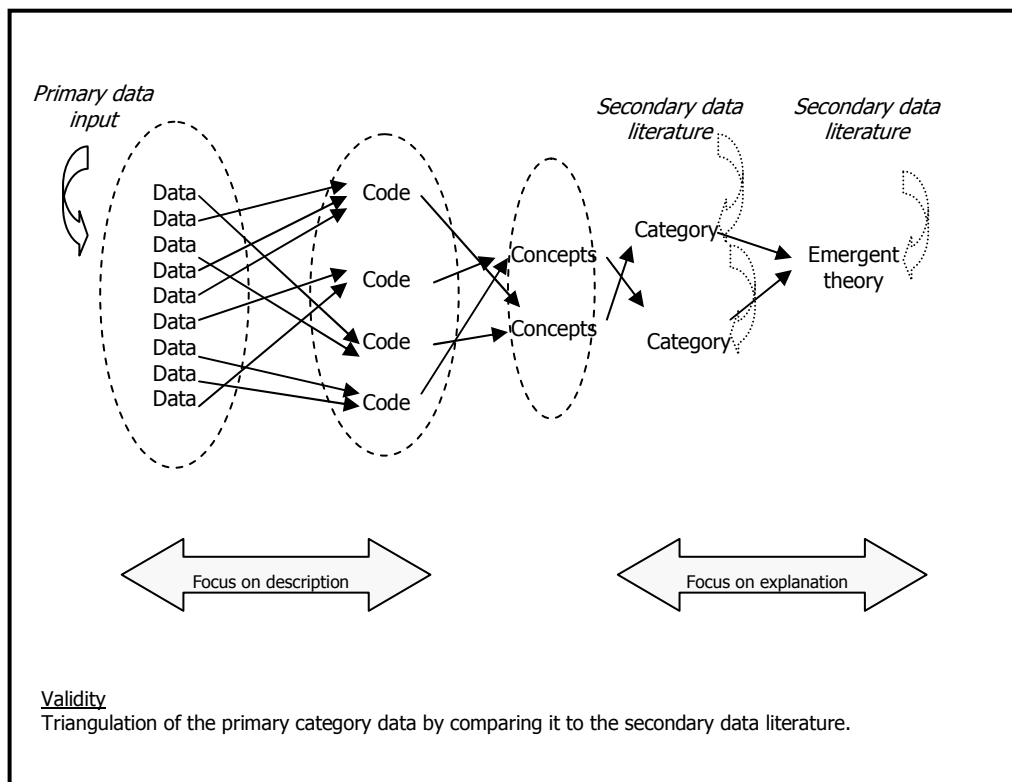 Primary data
input
Secondary data
literature
Secondary data
literature
Data
Data
Data
Data
Data
Data
Data
Data
Data
Code
Code
Code
Code
Concepts
Concepts
Category
Category
Emergent
theory
Focus on description
Focus on explanation
Validity
Triangulation of the primary category data by comparing it to the secondary data literature.